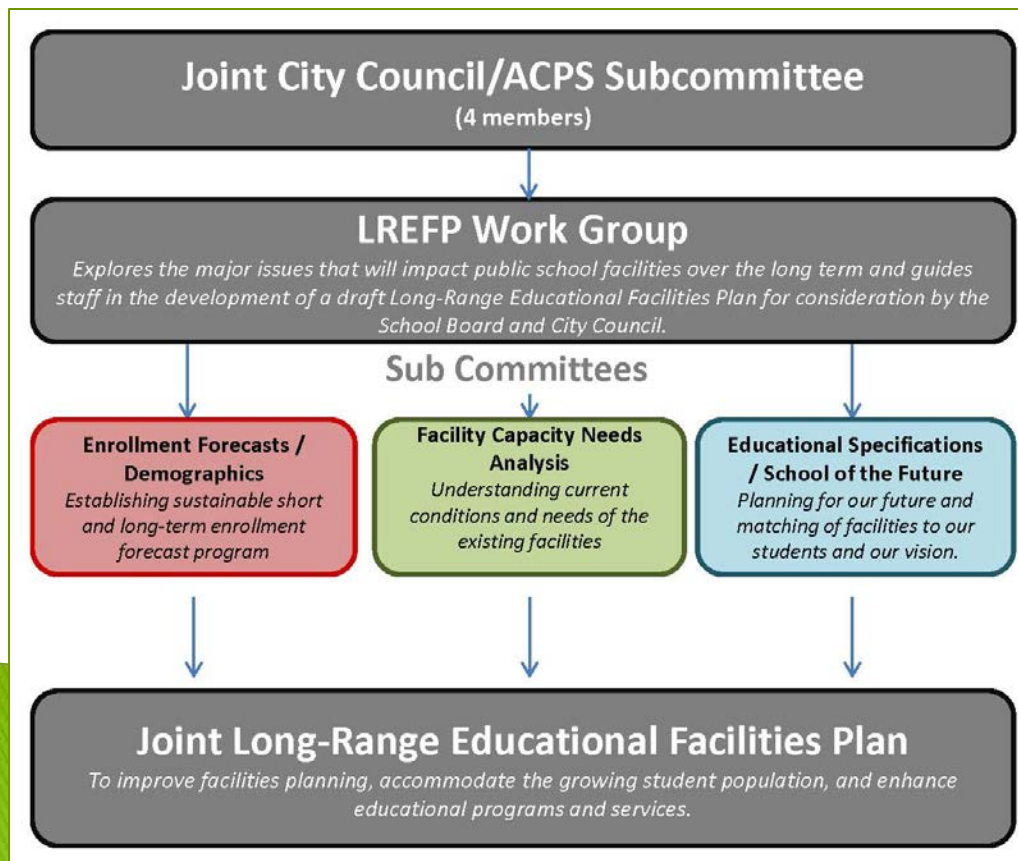 Joint City Council/ACPS Subcommittee
(4 members)
LREFP Work Group
Explores the major issues that will impact public school facilities over the long term and guides
staff in the development of a draft Long-Range Educational Facilities Plan for consideration by the
School Board and City Council.
Sub Committees
Enrollment Forecasts /
Demographics
Establishing sustainable short
and long-term enrollment
forecast program
Facility Capacity Needs
Analysis
Understanding current
conditions and needs of the
existing facilities
Educational Specifications
/ School of the Future
Planning for our future and
matching of facilities to our
students and our vision.
Joint Long-Range Educational Facilities Plan
To improve facilities planning, accommodate the growing student population, and enhance
educational programs and services.